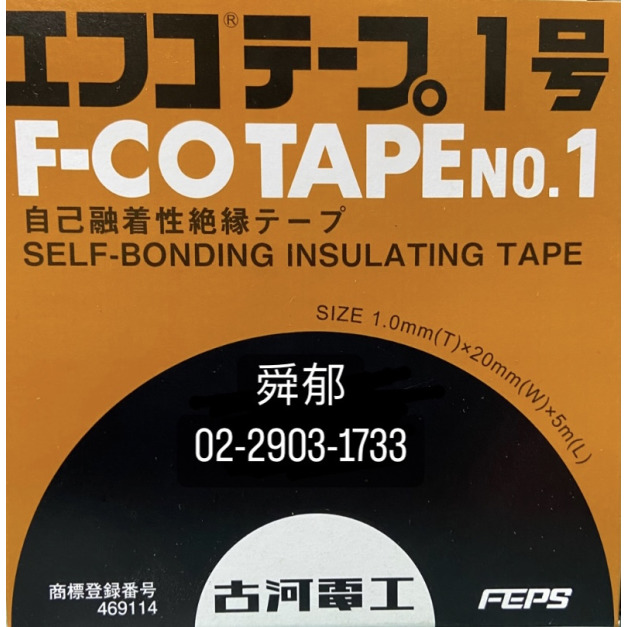 エフコ®テープ 1号
F-CO TAPE NO.1
自己融着性絶縁テープ
SELF-BONDING INSULATING TAPE
SIZE 1.0mm(T)×20mm(W)×5m(L)
舜郁
02-2903-1733
商標登録番号
469114
古河電工
FEPS